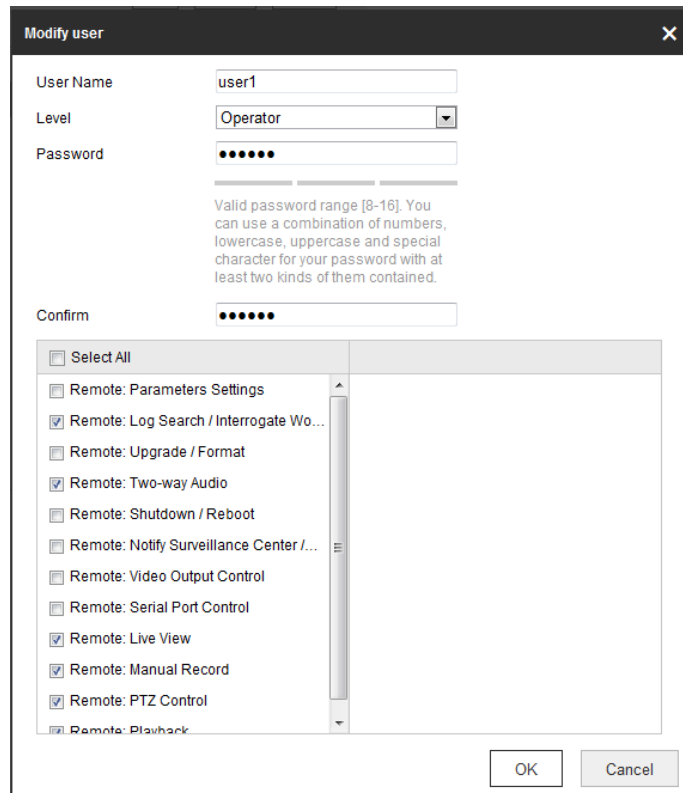 Modify user
User Name user1
Level Operator
Password ●●●●●●
Valid password range [8-16]. You
can use a combination of numbers,
lowercase, uppercase and special
character for your password with at
least two kinds of them contained.
Confirm ●●●●●●
Select All
Remote: Parameters Settings
Remote: Log Search / Interrogate Wo...
Remote: Upgrade / Format
Remote: Two-way Audio
Remote: Shutdown / Reboot
Remote: Notify Surveillance Center /...
Remote: Video Output Control
Remote: Serial Port Control
Remote: Live View
Remote: Manual Record
Remote: PTZ Control
Remote: Playback
OK Cancel